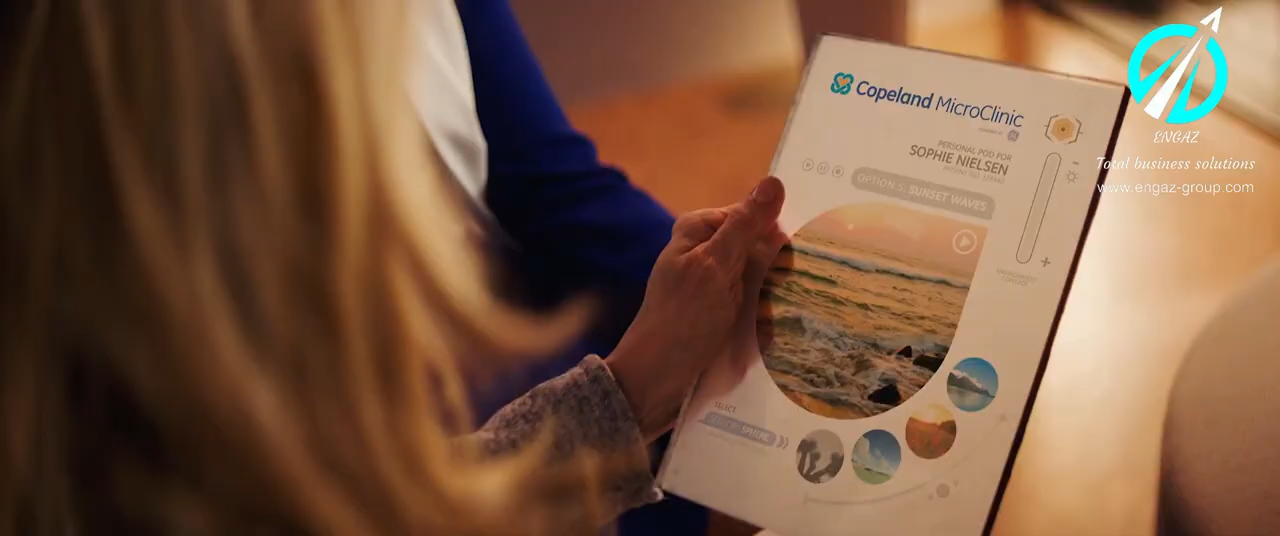 Copeland MicroClinic
PERSONAL POD FOR
SOPHIE NIELSEN
OPTION 5: SUNSET WAVES
SELECT
SPHERE
ENGAZ
Total business solutions
www.engaz-group.com